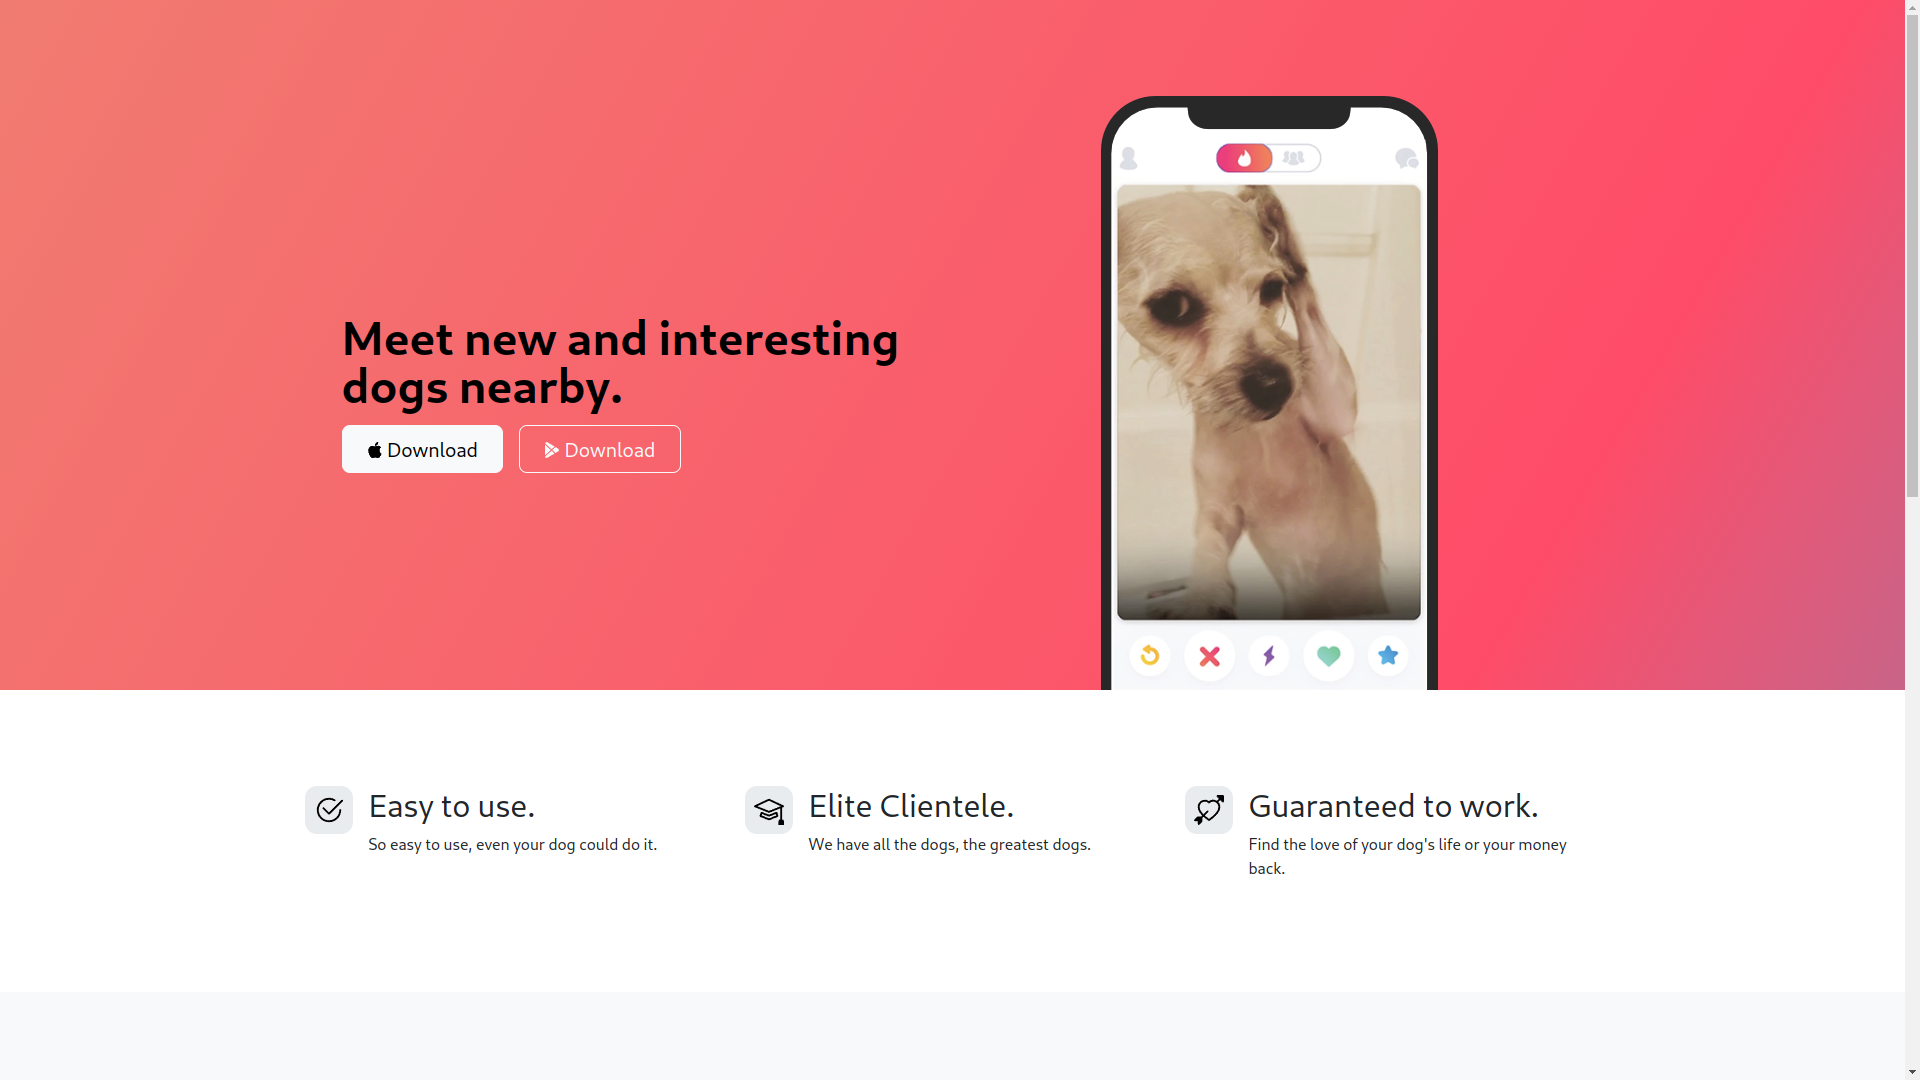 Meet new and interesting
dogs nearby.
Download
Download
Easy to use.
So easy to use, even your dog could do it.
Elite Clientele.
We have all the dogs, the greatest dogs.
Guaranteed to work.
Find the love of your dog's life or your money
back.